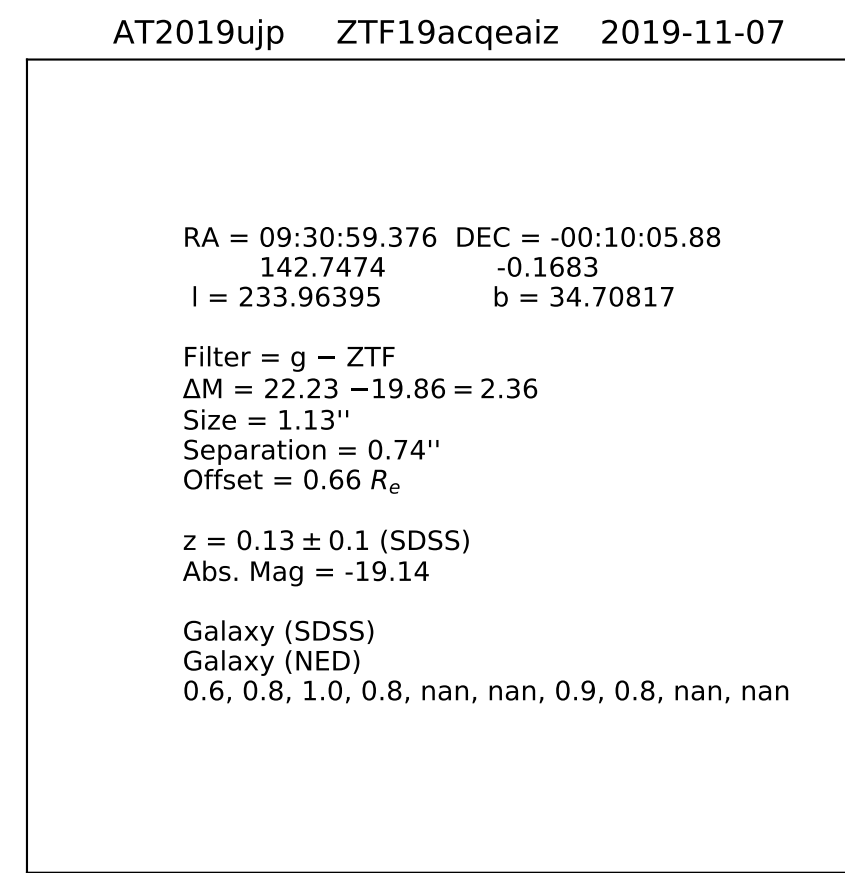 AT2019ujp ZTF19acqeaiz 2019-11-07
RA = 09:30:59.376 DEC = -00:10:05.88
142.7474 -0.1683
l = 233.96395 b = 34.70817
Filter = g − ZTF
ΔM = 22.23 −19.86 = 2.36
Size = 1.13''
Separation = 0.74''
Offset = 0.66 Re
z = 0.13 ± 0.1 (SDSS)
Abs. Mag = -19.14
Galaxy (SDSS)
Galaxy (NED)
0.6, 0.8, 1.0, 0.8, nan, nan, 0.9, 0.8, nan, nan